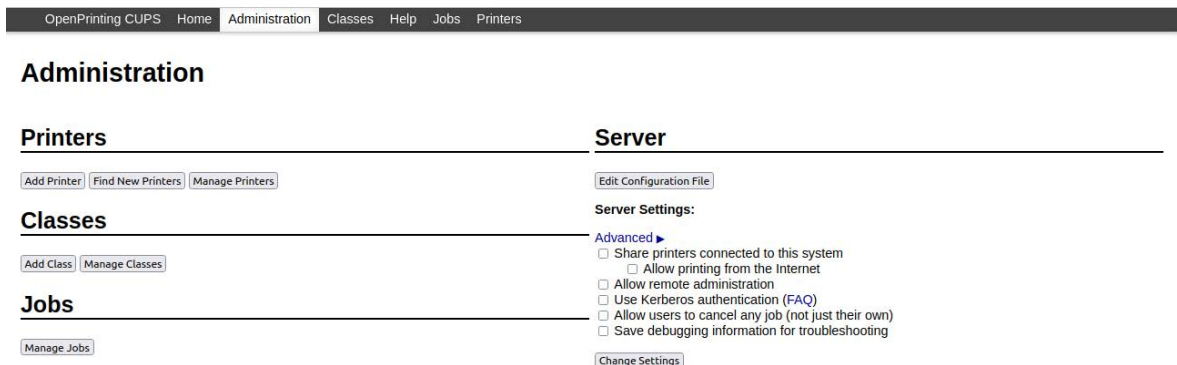 OpenPrinting CUPS Home Administration Classes Help Jobs Printers
Administration
Printers
Add Printer Find New Printers Manage Printers
Classes
Add Class Manage Classes
Jobs
Manage Jobs
Server
Edit Configuration File
Server Settings:
Advanced ▶
Share printers connected to this system
Allow printing from the Internet
Allow remote administration
Use Kerberos authentication (FAQ)
Allow users to cancel any job (not just their own)
Save debugging information for troubleshooting
Change Settings